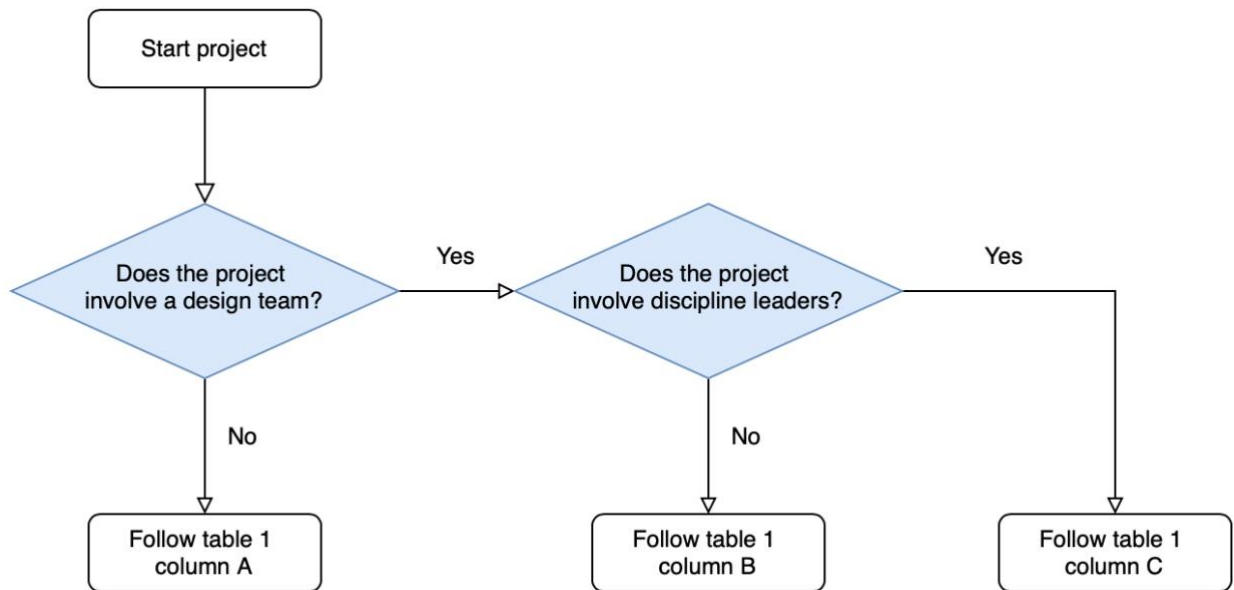 Start project
Does the project
involve a design team?
Yes
Does the project
involve discipline leaders?
Yes
No
No
Follow table 1
column A
Follow table 1
column B
Follow table 1
column C